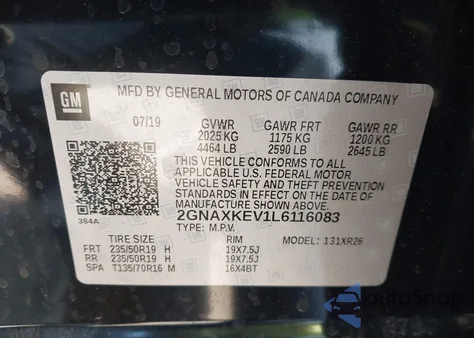 GM
MFD BY GENERAL MOTORS OF CANADA COMPANY
07/19 GVWR GAWR FRT GAWR RR
2025 KG 1175 KG 1200 KG
4464 LB 2590 LB 2645 LB
THIS VEHICLE CONFORMS TO ALL
APPLICABLE U.S. FEDERAL MOTOR
VEHICLE SAFETY AND THEFT
PREVENTION STANDARDS IN EFFECT
ON THE DATE OF
MANUFACTURE SHOWN ABOVE.
2GNAXKEV1L6116083
384A TYPE: M.P.V.
TIRE SIZE RIM MODEL: 131XR26
FRT 235/50R19 H 19X7.5J
RR 235/50R19 H 19X7.5J
SPA T135/70R16 M 16X4BT
AutoSnap